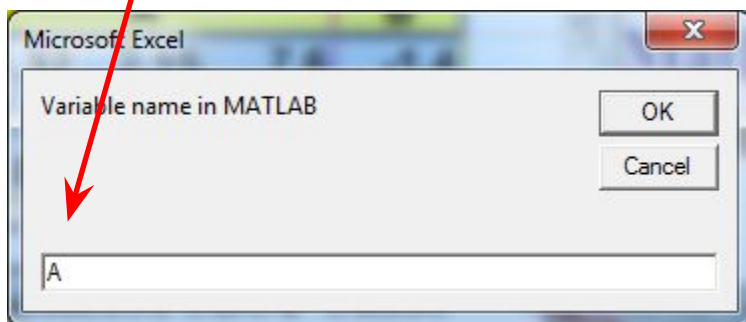 Microsoft Excel
Variable name in MATLAB
OK
Cancel
A